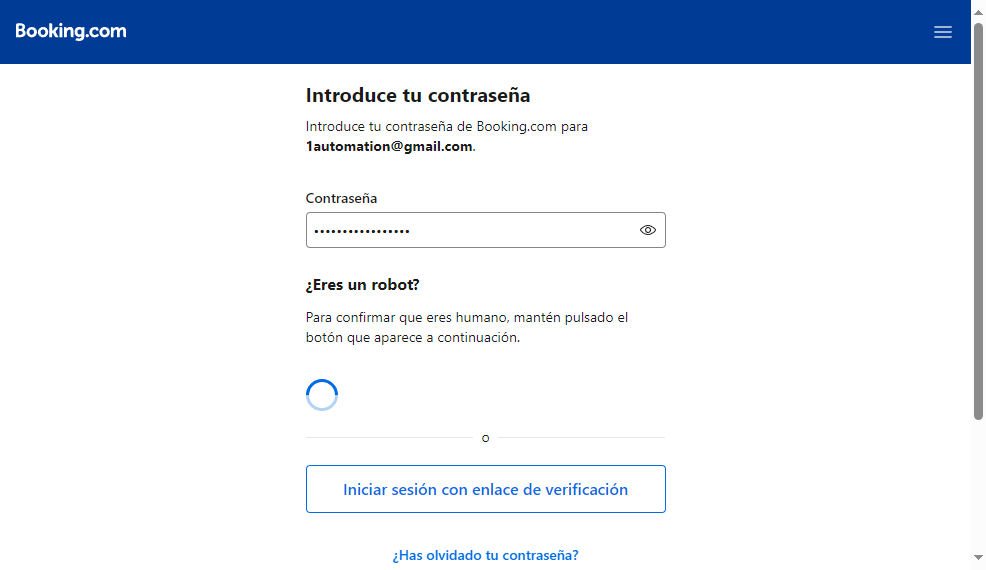 Booking.com
Introduce tu contraseña
Introduce tu contraseña de Booking.com para
1automation@gmail.com.
Contraseña
•••••••••••••••••
¿Eres un robot?
Para confirmar que eres humano, mantén pulsado el
botón que aparece a continuación.
o
Iniciar sesión con enlace de verificación
¿Has olvidado tu contraseña?